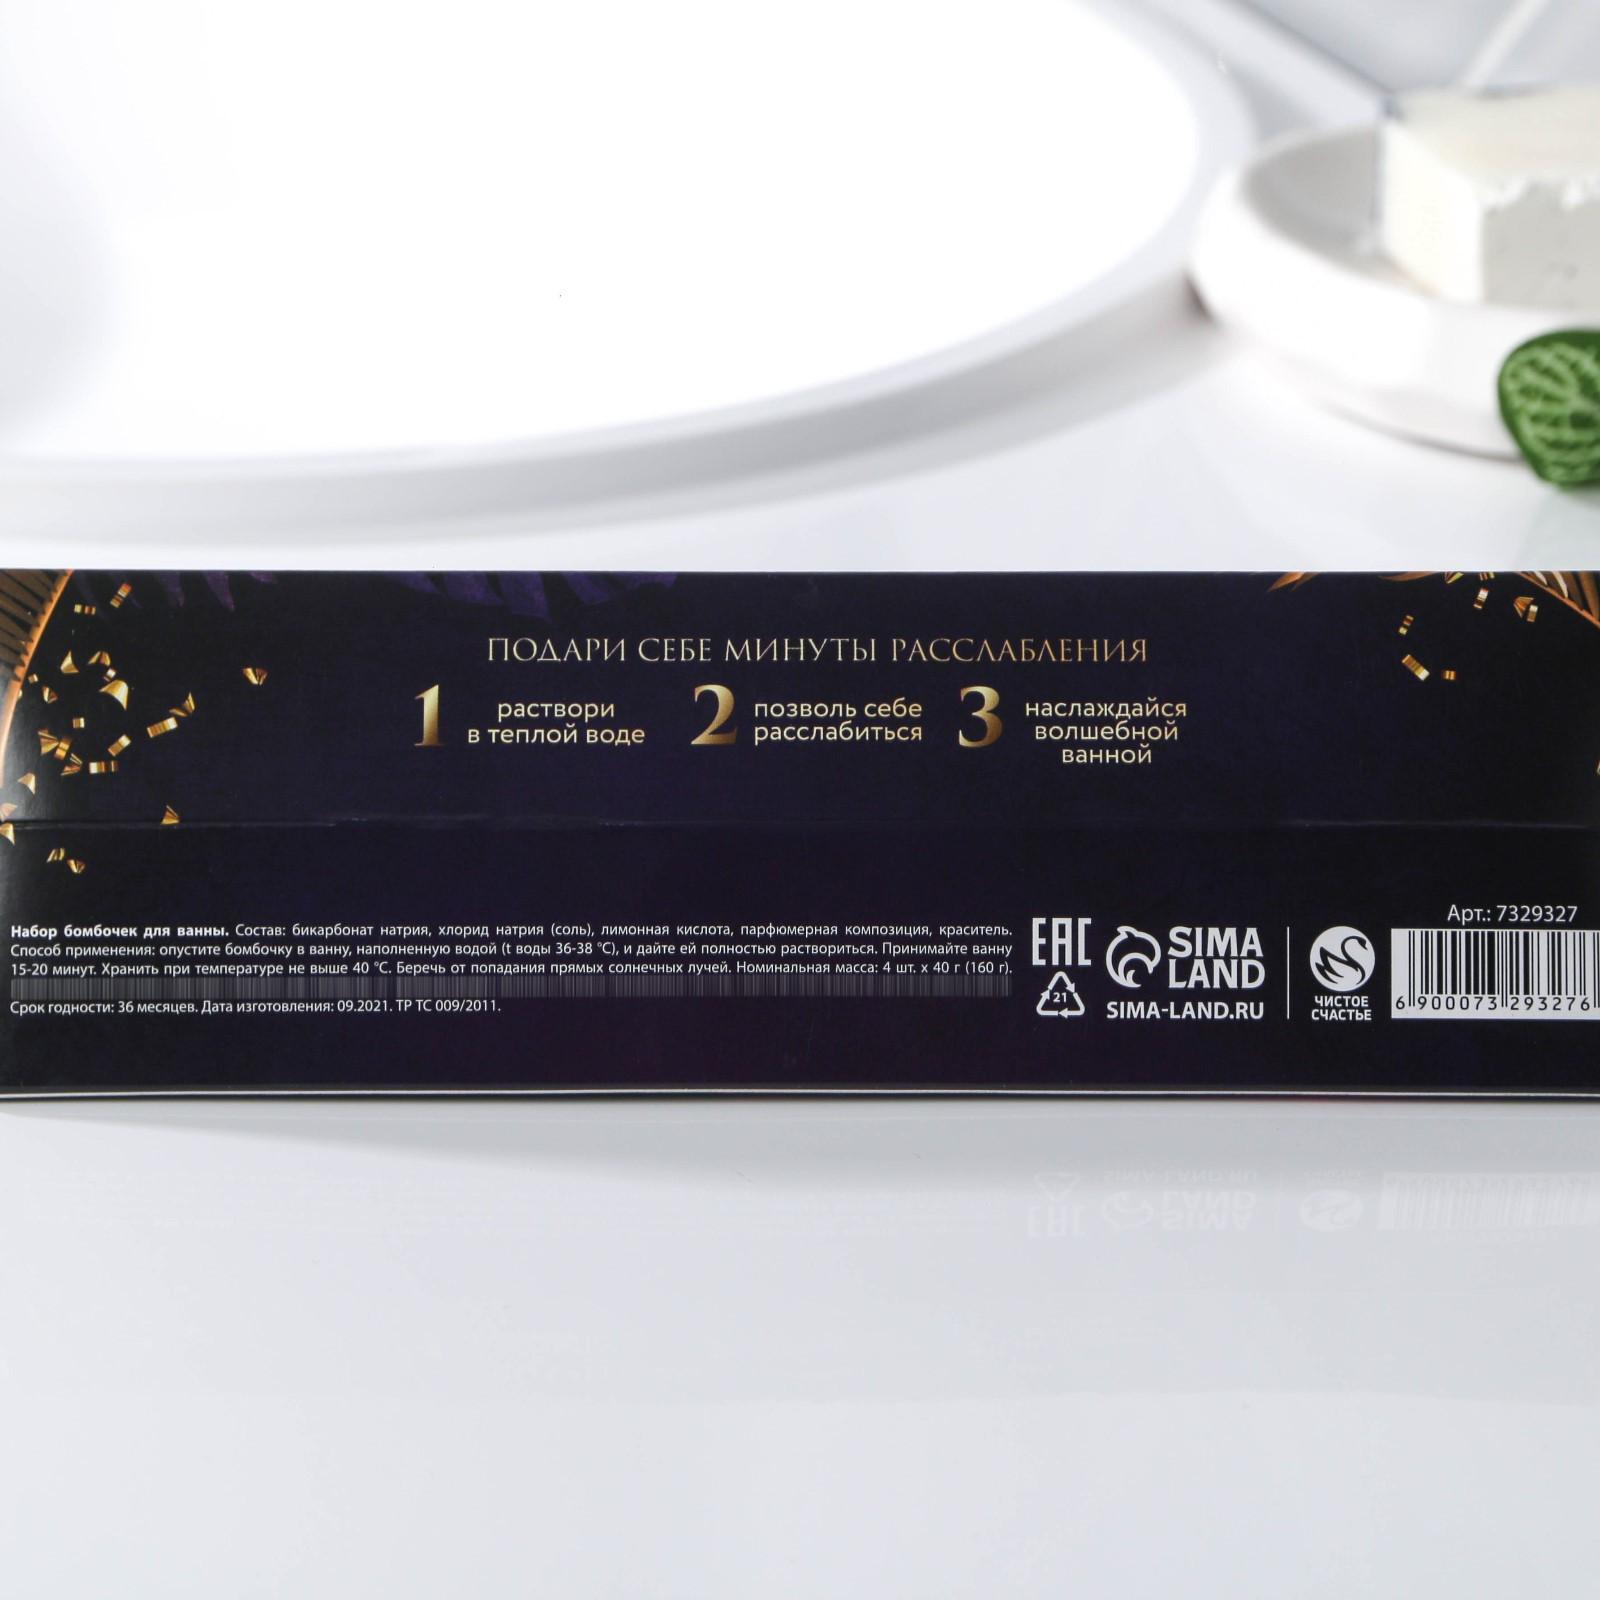 ПОДАРИ СЕБЕ МИНУТЫ РАССЛАБЛЕНИЯ
1 раствори
в теплой воде
2 позволь себе
расслабиться
3 наслаждайся
волшебной
ванной
Набор бомбочек для ванны. Состав: бикарбонат натрия, хлорид натрия (соль), лимонная кислота, парфюмерная композиция, краситель.
Способ применения: опустите бомбочку в ванну, наполненную водой (t воды 36-38 °C), и дайте ей полностью раствориться. Принимайте ванну
15-20 минут. Хранить при температуре не выше 40 °C. Беречь от попадания прямых солнечных лучей. Номинальная масса: 4 шт. х 40 г (160 г).
Срок годности: 36 месяцев. Дата изготовления: 09.2021. ТР ТС 009/2011.
EAC
21
SIMA
LAND
SIMA-LAND.RU
ЧИСТОЕ
СЧАСТЬЕ
Арт.: 7329327
6 900073 293276